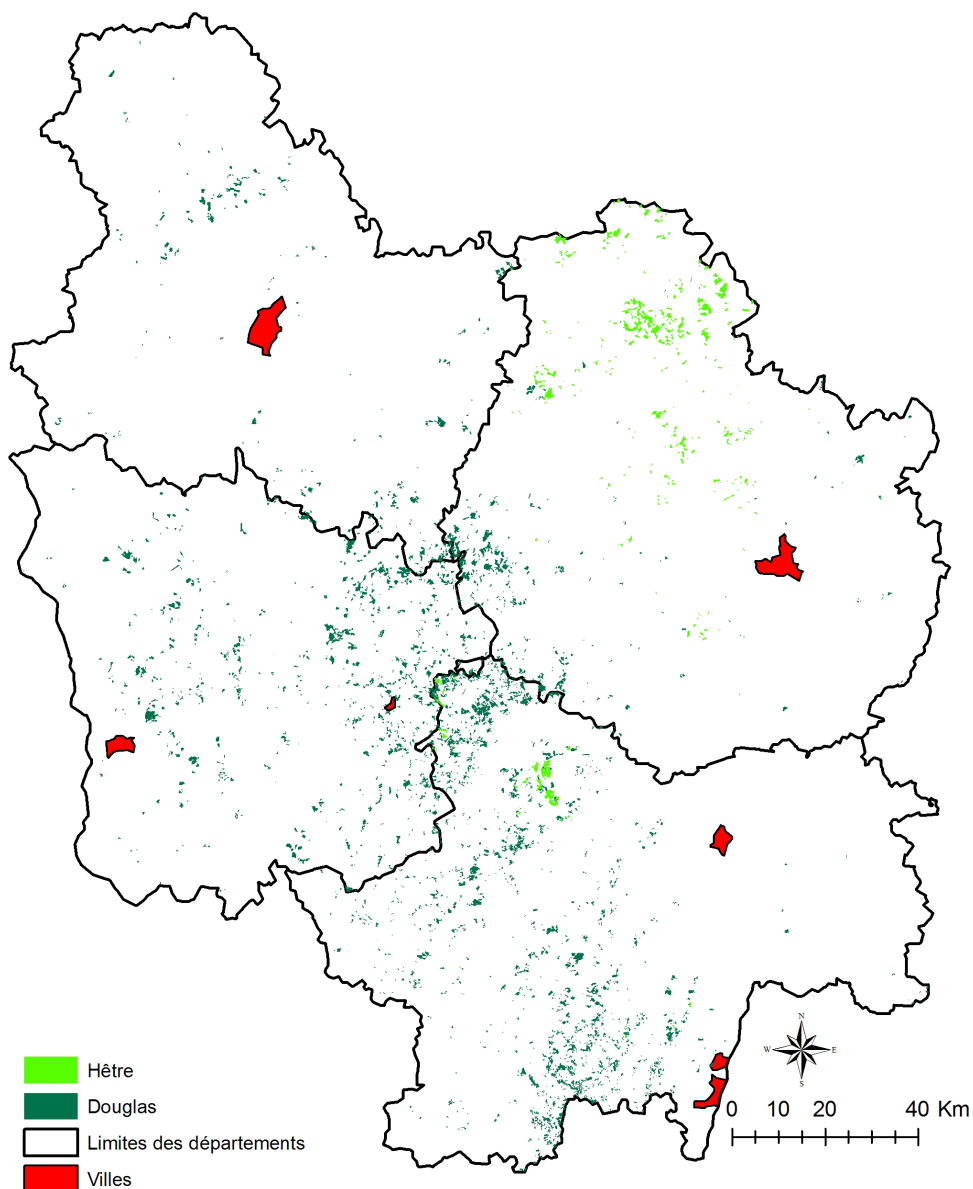 N
W E
S
0 10 20 40 Km
Hêtre
Douglas
Limites des départements
Villes